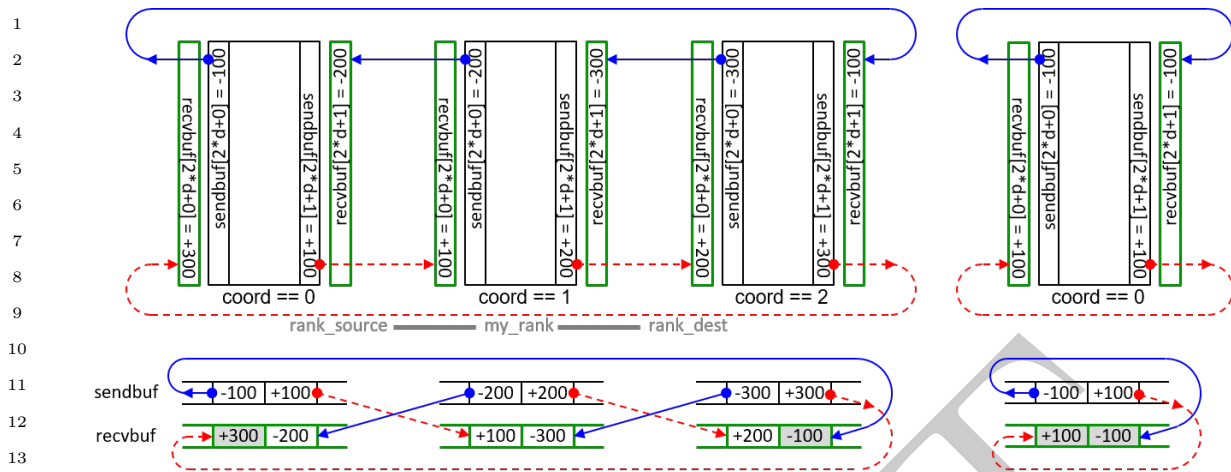 1
2
3
4
5
6
7
8
9
10
11
12
13
recvbuf[2*d+0] = +300
sendbuf[2*d+0] = -100
sendbuf[2*d+1] = +100
recvbuf[2*d+1] = -200
recvbuf[2*d+0] = +100
sendbuf[2*d+0] = -200
sendbuf[2*d+1] = +200
recvbuf[2*d+1] = -300
recvbuf[2*d+0] = +200
sendbuf[2*d+0] = -300
sendbuf[2*d+1] = +300
recvbuf[2*d+1] = -100
recvbuf[2*d+0] = +100
sendbuf[2*d+0] = -100
sendbuf[2*d+1] = +100
recvbuf[2*d+1] = -100
coord == 0 coord == 1 coord == 2 coord == 0
rank_source my_rank rank_dest
sendbuf -100 +100 -200 +200 -300 +300 -100 +100
recvbuf +300 -200 +100 -300 +200 -100 +100 -100
T